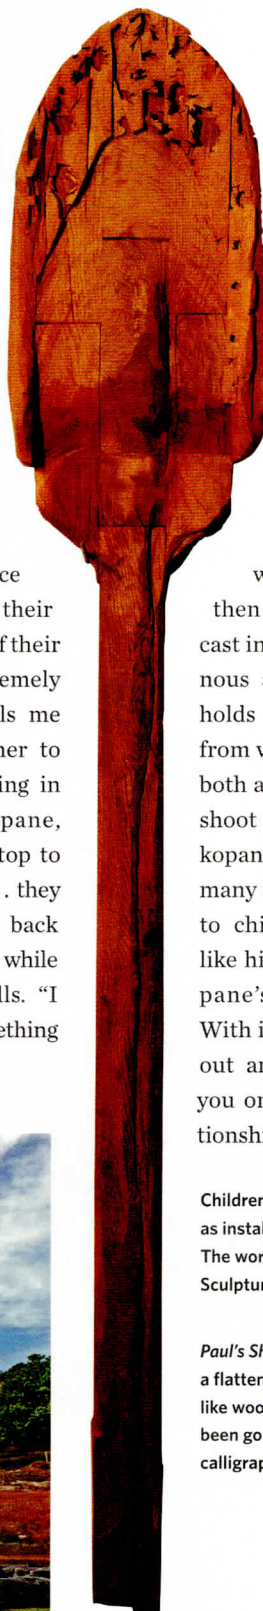 ce
their
f their
emely
ls me
ner to
ing in
pane,
top to
. they
back
while
lls. “I
ething
w
then
cast in
nous a
holds
from w
both a
shoot
kopan
many
to chi
like hi
pane’s
With i
out an
you on
tionshi
Children
as instal
The wor
Sculptur
Paul’s Sh
a flatten
like woo
been go
calligrap